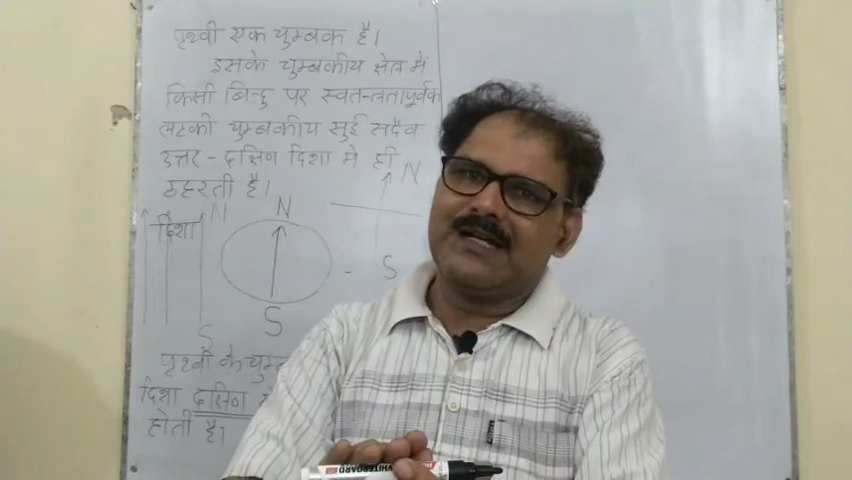 पृथ्वी एक चुम्बक है।
इसके चुम्बकीय क्षेत्र में
किसी बिन्दु पर स्वतन्त्रतापूर्वक
लटकी चुम्बकीय सुई सदैव
उत्तर - दक्षिण दिशा मे ही
ठहरती है।
N
N
N
दिशा
S
S
S
पृथ्वी के चुम्ब
दिशा दक्षिण
होती है।
WHITEBOARD